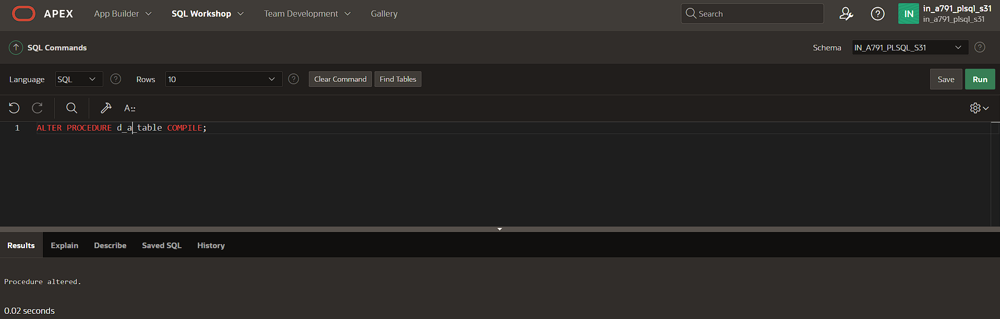 APEX App Builder SQL Workshop Team Development Gallery Search IN in_a791_plsql_s31
in_a791_plsql_s31
SQL Commands Schema IN_A791_PLSQL_S31
Language SQL Rows 10 Clear Command Find Tables Save Run
A::
1 ALTER PROCEDURE d_a_table COMPILE;
Results Explain Describe Saved SQL History
Procedure altered.
0.02 seconds